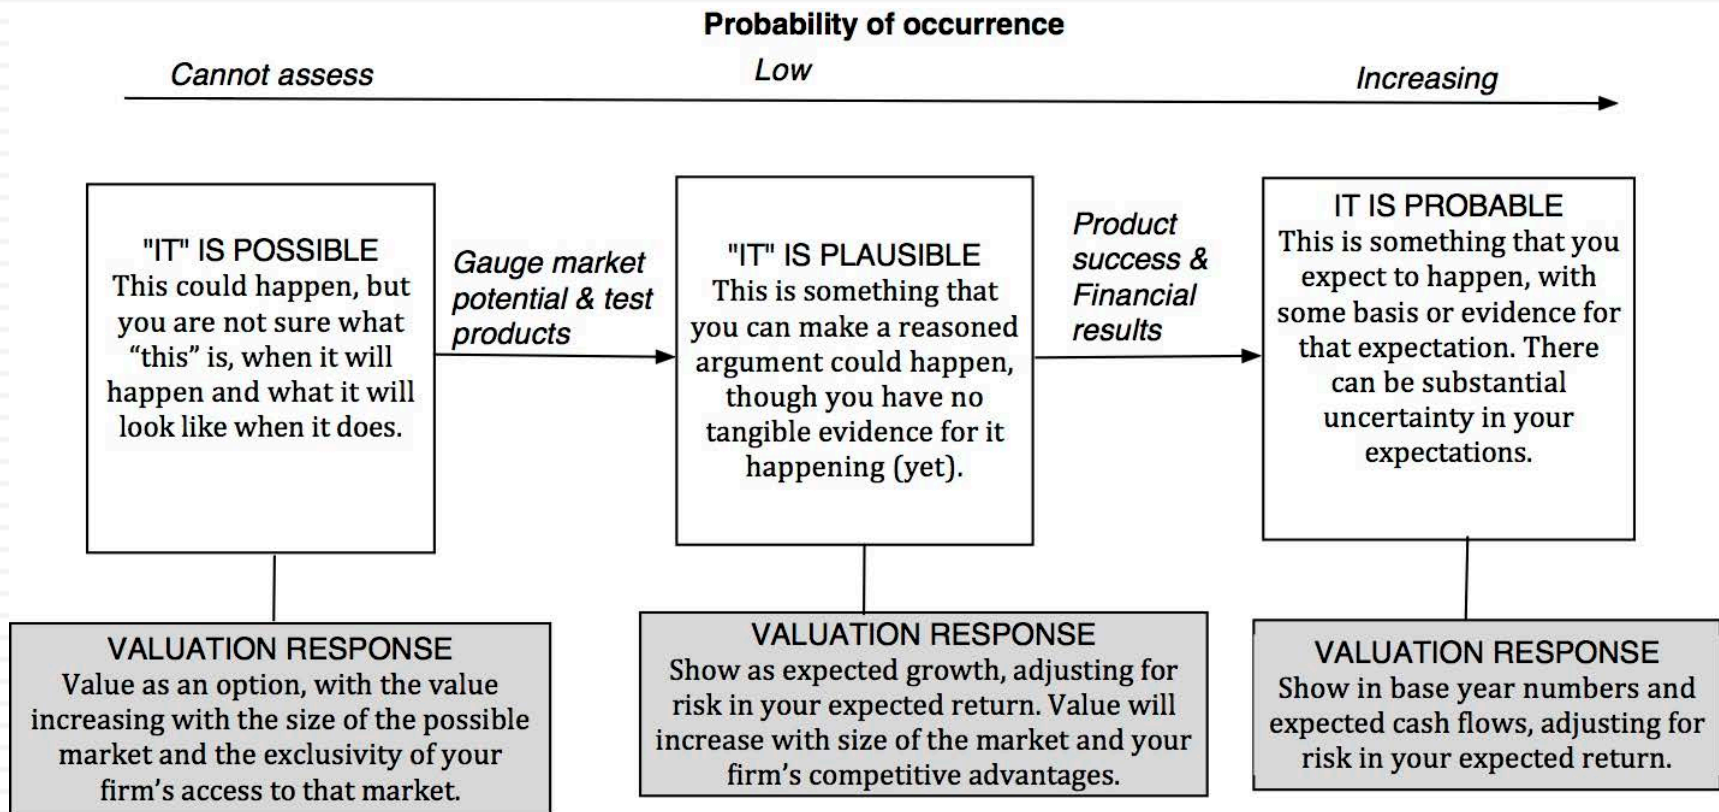 Probability of occurrence
Cannot assess
Low
Increasing
"IT" IS POSSIBLE
This could happen, but
you are not sure what
“this” is, when it will
happen and what it will
look like when it does.
Gauge market
potential & test
products
"IT" IS PLAUSIBLE
This is something that
you can make a reasoned
argument could happen,
though you have no
tangible evidence for it
happening (yet).
Product
success &
Financial
results
IT IS PROBABLE
This is something that you
expect to happen, with
some basis or evidence for
that expectation. There
can be substantial
uncertainty in your
expectations.
VALUATION RESPONSE
Value as an option, with the value
increasing with the size of the possible
market and the exclusivity of your
firm’s access to that market.
VALUATION RESPONSE
Show as expected growth, adjusting for
risk in your expected return. Value will
increase with size of the market and your
firm’s competitive advantages.
VALUATION RESPONSE
Show in base year numbers and
expected cash flows, adjusting for
risk in your expected return.